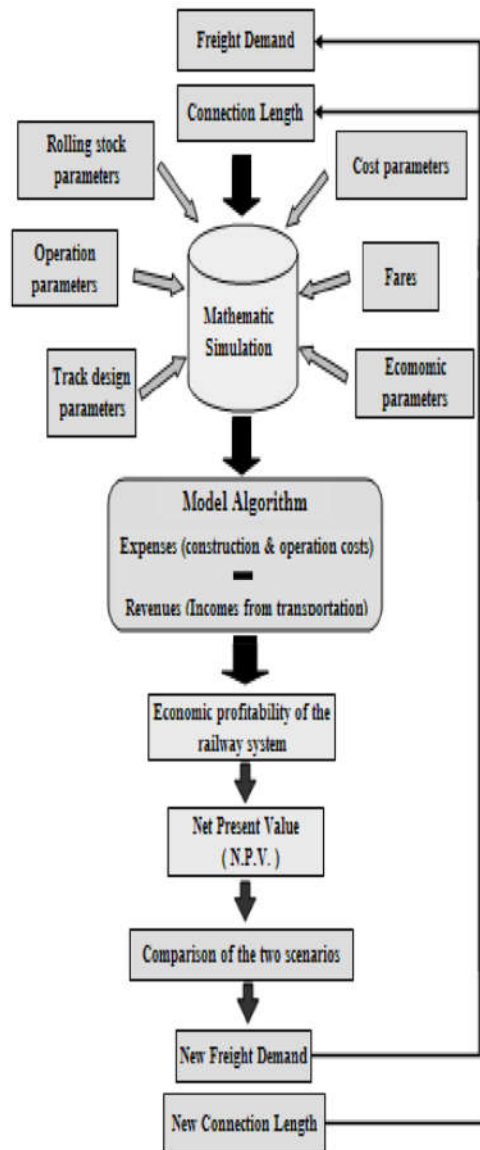 Freight Demand
Connection Length
Rolling stock
parameters
Cost parameters
Operation
parameters
Mathematic
Simulation
Fares
Track design
parameters
Economic
parameters
Model Algorithm
Expenses (construction & operation costs)
Revenues (Incomes from transportation)
Economic profitability of the
railway system
Net Present Value
( N.P.V. )
Comparison of the two scenarios
New Freight Demand
New Connection Length